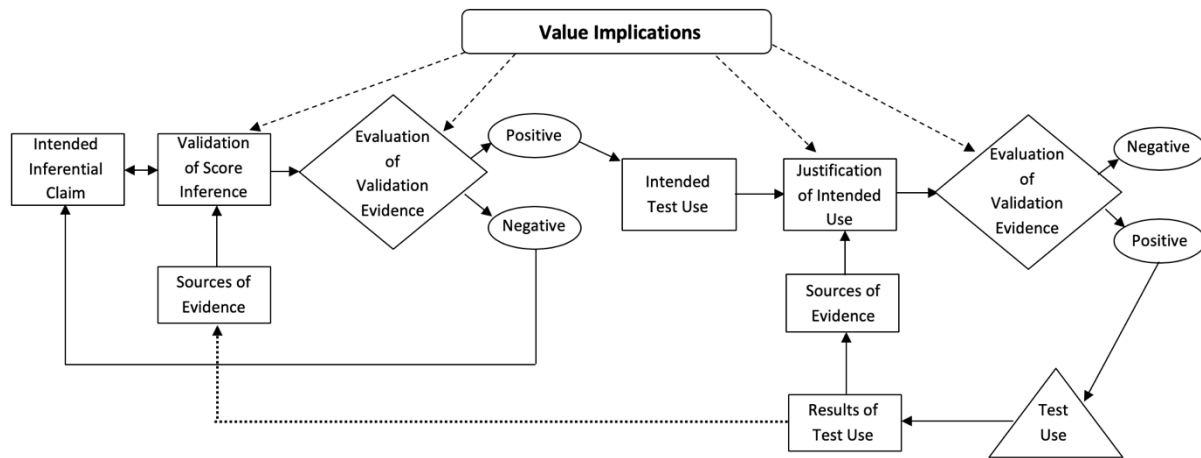 Value Implications
Intended
Inferential
Claim
Validation
of Score
Inference
Evaluation
of
Validation
Evidence
Positive
Negative
Sources of
Evidence
Intended
Test Use
Justification
of Intended
Use
Sources of
Evidence
Results of
Test Use
Evaluation
of
Validation
Evidence
Negative
Positive
Test
Use